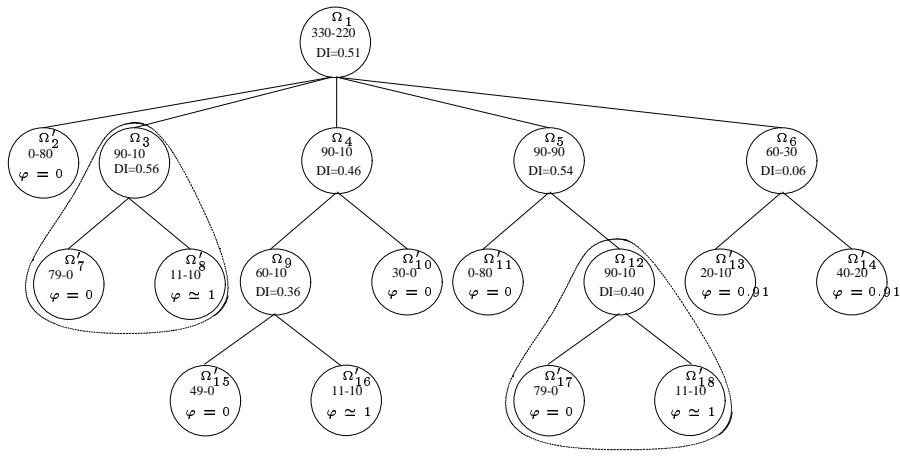 Ω₁
330-220
DI=0.51
Ω′₂
0-80
φ = 0
Ω₃
90-10
DI=0.56
Ω₄
90-10
DI=0.46
Ω₅
90-90
DI=0.54
Ω₆
60-30
DI=0.06
Ω′₇
79-0
φ = 0
Ω′₈
11-10
φ ≃ 1
Ω₉
60-10
DI=0.36
Ω′₁₀
30-0
φ = 0
Ω′₁₁
0-80
φ = 0
Ω₁₂
90-10
DI=0.40
Ω′₁₃
20-10
φ = 0.91
Ω′₁₄
40-20
φ = 0.91
Ω′₁₅
49-0
φ = 0
Ω′₁₆
11-10
φ ≃ 1
Ω′₁₇
79-0
φ = 0
Ω′₁₈
11-10
φ ≃ 1